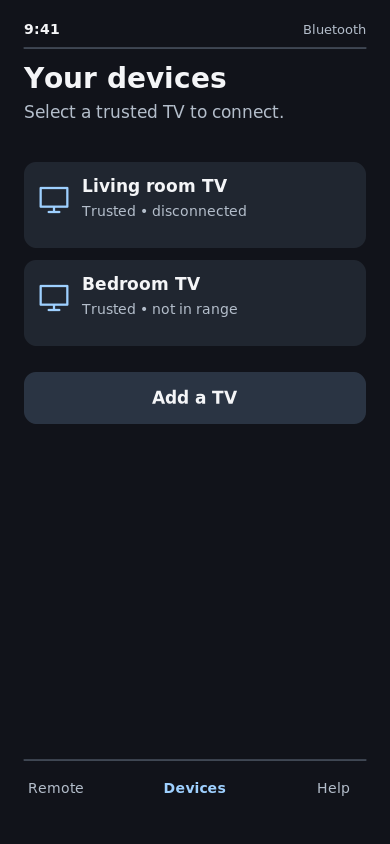 9:41
Bluetooth
Your devices
Select a trusted TV to connect.
Living room TV
Trusted • disconnected
Bedroom TV
Trusted • not in range
Add a TV
Remote
Devices
Help